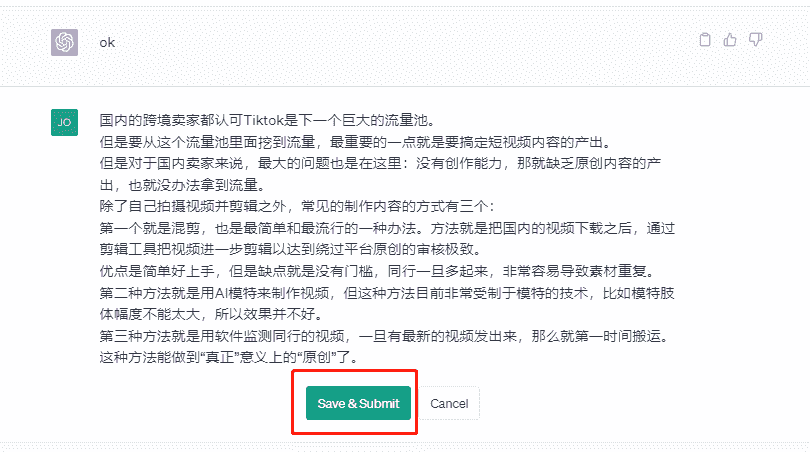 ok
JO
国内的跨境卖家都认可Tiktok是下一个巨大的流量池。
但是要从这个流量池里面挖到流量，最重要的一点就是要搞定短视频内容的产出。
但是对于国内卖家来说，最大的问题也是在这里：没有创作能力，那就缺乏原创内容的产
出，也就没办法拿到流量。
除了自己拍摄视频并剪辑之外，常见的制作内容的方式有三个：
第一个就是混剪，也是最简单和最流行的一种办法。方法就是把国内的视频下载之后，通过
剪辑工具把视频进一步剪辑以达到绕过平台原创的审核极致。
优点是简单好上手，但是缺点就是没有门槛，同行一旦多起来，非常容易导致素材重复。
第二种方法就是用AI模特来制作视频，但这种方法目前非常受制于模特的技术，比如模特肢
体幅度不能太大，所以效果并不好。
第三种方法就是用软件监测同行的视频，一旦有最新的视频发出来，那么就第一时间搬运。
这种方法能做到“真正”意义上的“原创”了。
Save & Submit
Cancel